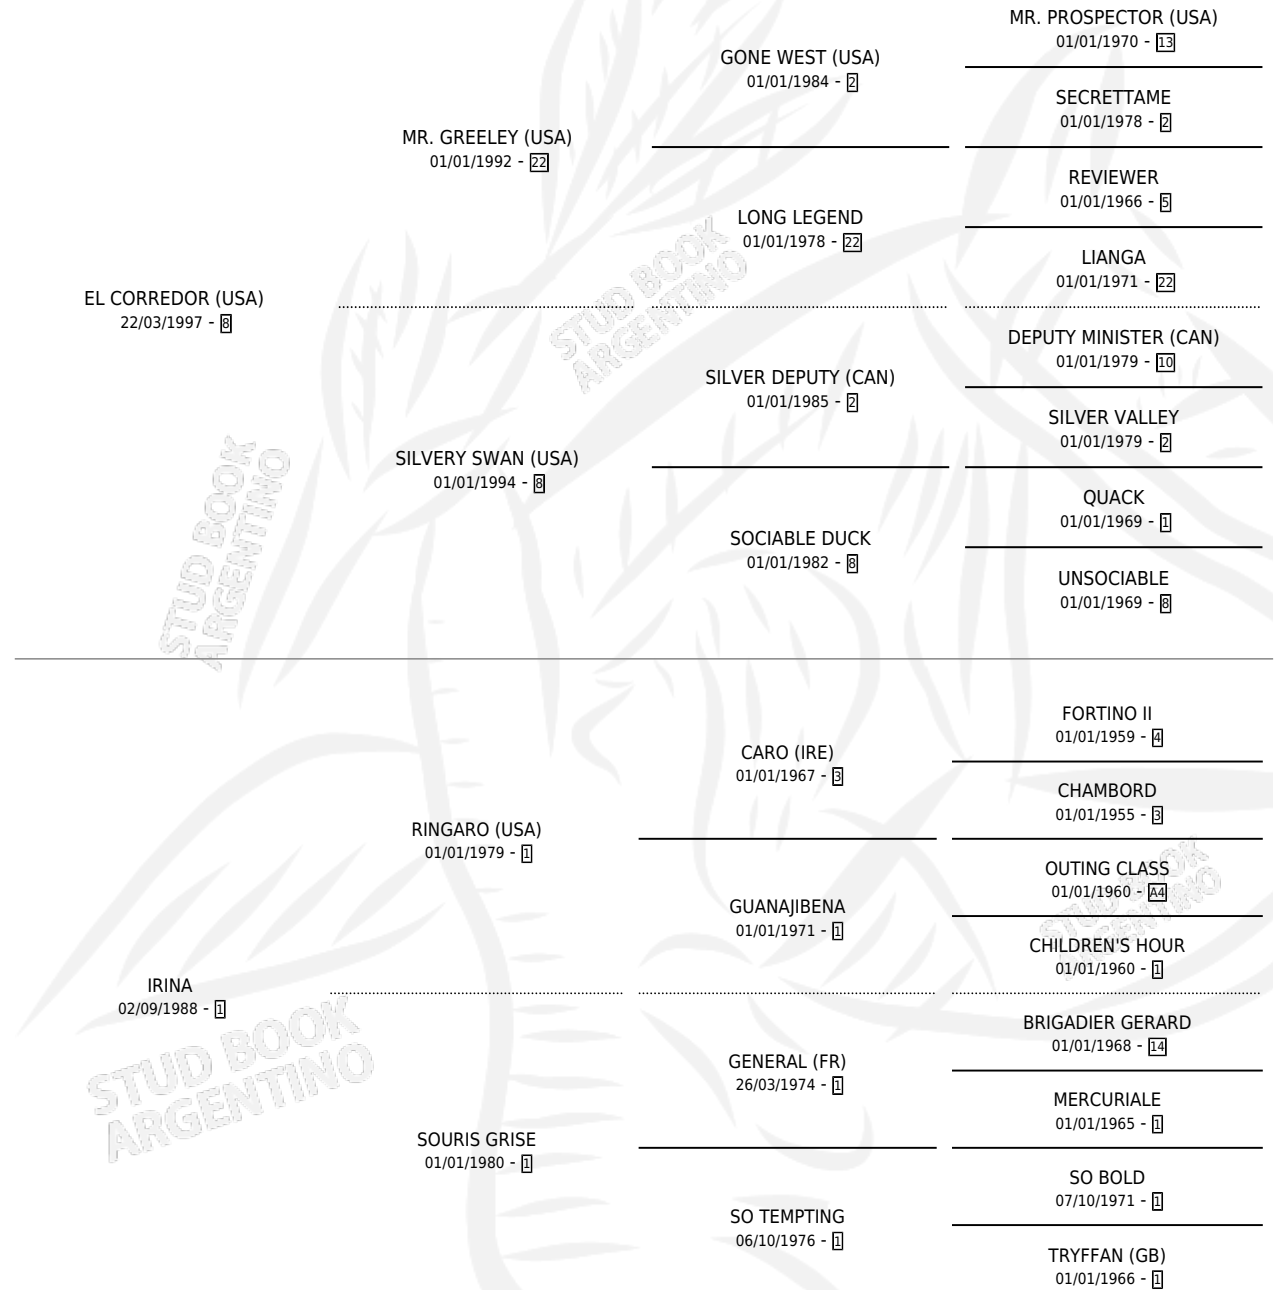 MR. PROSPECTOR (USA)
01/01/1970 - 13
GONE WEST (USA)
01/01/1984 - 2
SECRETTAME
01/01/1978 - 2
MR. GREELEY (USA)
01/01/1992 - 22
REVIEWER
01/01/1966 - 5
LONG LEGEND
01/01/1978 - 22
LIANGA
01/01/1971 - 22
EL CORREDOR (USA)
22/03/1997 - 8
STUD BOOK
ARGENTINO
DEPUTY MINISTER (CAN)
01/01/1979 - 10
SILVER DEPUTY (CAN)
01/01/1985 - 2
SILVER VALLEY
01/01/1979 - 2
SILVERY SWAN (USA)
01/01/1994 - 8
QUACK
01/01/1969 - 1
SOCIABLE DUCK
01/01/1982 - 8
UNSOCIABLE
01/01/1969 - 8
STUD BOOK
ARGENTINO
FORTINO II
01/01/1959 - 4
CARO (IRE)
01/01/1967 - 3
CHAMBORD
01/01/1955 - 3
RINGARO (USA)
01/01/1979 - 1
OUTING CLASS
01/01/1960 - A4
GUANAJIBENA
01/01/1971 - 1
STUD BOOK
ARGENTINO
CHILDREN'S HOUR
01/01/1960 - 1
IRINA
02/09/1988 - 1
STUD BOOK
ARGENTINO
BRIGADIER GERARD
01/01/1968 - 14
GENERAL (FR)
26/03/1974 - 1
MERCURIALE
01/01/1965 - 1
SOURIS GRISE
01/01/1980 - 1
SO BOLD
07/10/1971 - 1
SO TEMPTING
06/10/1976 - 1
TRYFFAN (GB)
01/01/1966 - 1